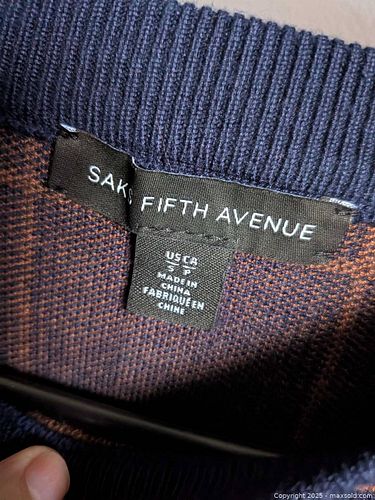 SAKS FIFTH AVENUE
US CA
S P
MADE IN
CHINA
FABRIQUÉ EN
CHINE
Copyright 2025 - maxsold.com